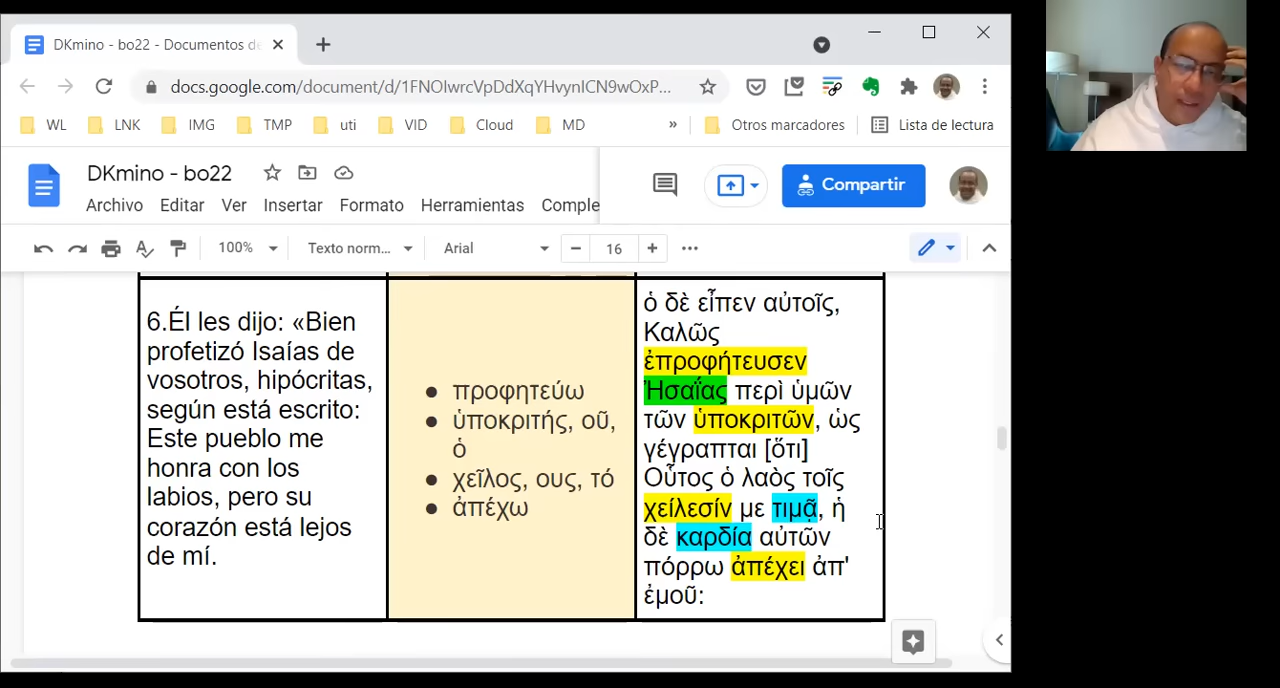 DKmino - bo22 - Documentos de
docs.google.com/document/d/1FNOlwrcVpDdXqYHvynICN9wOxP...
WL LNK IMG TMP uti VID Cloud MD » Otros marcadores Lista de lectura
DKmino - bo22
Compartir
Archivo Editar Ver Insertar Formato Herramientas Comple
100% Texto norm... Arial 16
6.Él les dijo: «Bien
profetizó Isaías de
vosotros, hipócritas,
según está escrito:
Este pueblo me
honra con los
labios, pero su
corazón está lejos
de mí.
● προφητεύω
● ὑποκριτής, οῦ,
ὁ
● χεῖλος, ους, τό
● ἀπέχω
ὁ δὲ εἶπεν αὐτοῖς,
Καλῶς
ἐπροφήτευσεν
Ἠσαΐας περὶ ὑμῶν
τῶν ὑποκριτῶν, ὡς
γέγραπται [ὅτι]
Οὗτος ὁ λαὸς τοῖς
χείλεσίν με τιμᾷ, ἡ
δὲ καρδία αὐτῶν
πόρρω ἀπέχει ἀπ'
ἐμοῦ: